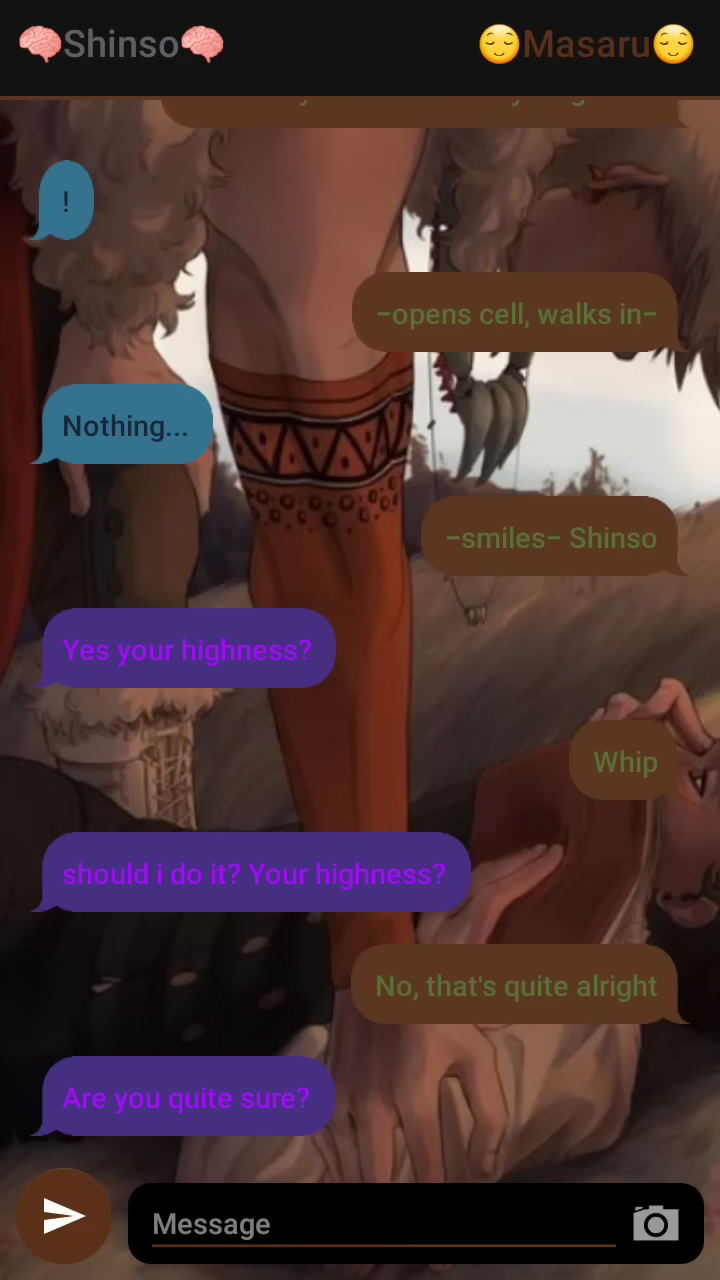 🧠Shinso🧠
😌Masaru😌
!
–opens cell, walks in–
Nothing...
–smiles– Shinso
Yes your highness?
Whip
should i do it? Your highness?
No, that's quite alright
Are you quite sure?
Message